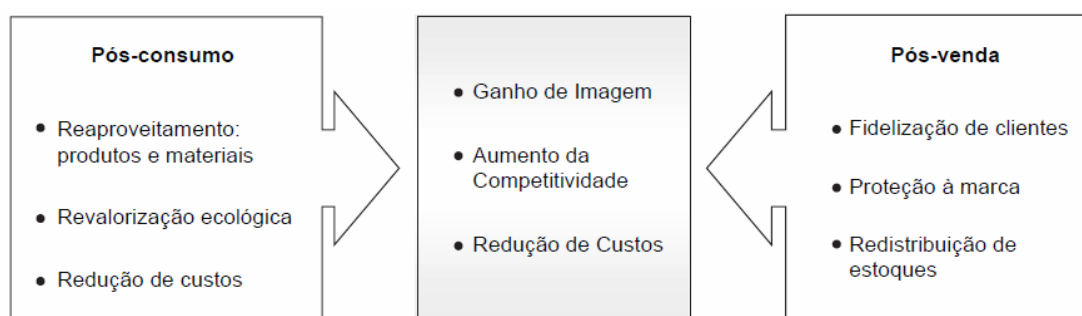 Pós-consumo
• Reaproveitamento:
produtos e materiais
• Revalorização ecológica
• Redução de custos
• Ganho de Imagem
• Aumento da
Competitividade
• Redução de Custos
Pós-venda
• Fidelização de clientes
• Proteção à marca
• Redistribuição de
estoques